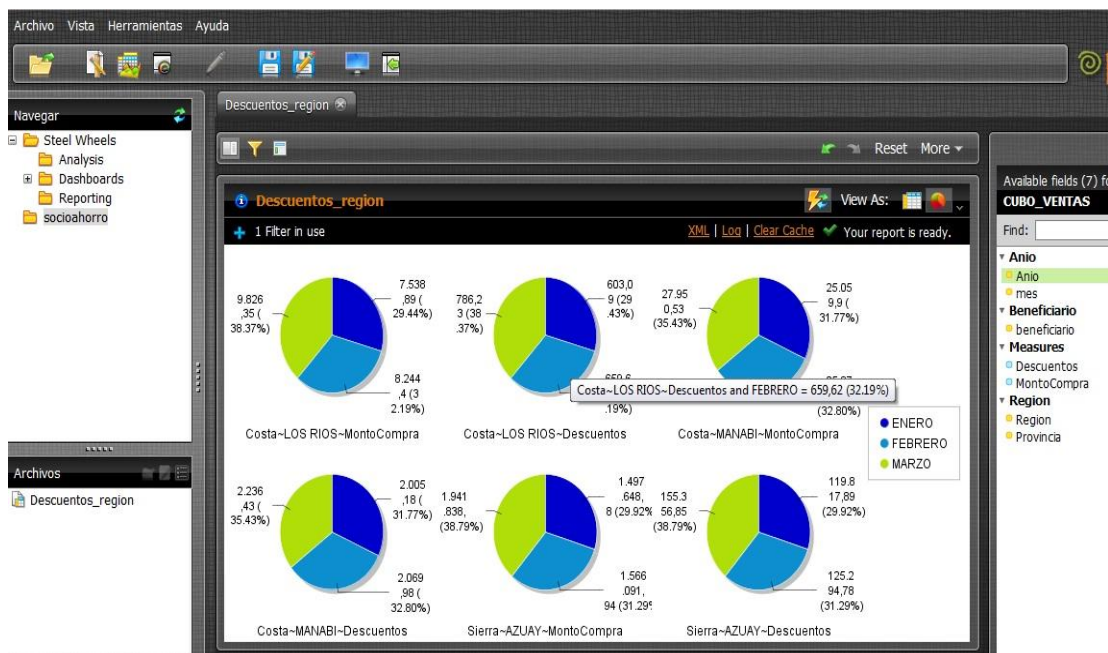 Archivo Vista Herramientas Ayuda
Navegar
Steel Wheels
Analysis
Dashboards
Reporting
socioahorro
Archivos
Descuentos_region
Descuentos_region
Reset More
Descuentos_region
View As:
1 Filter in use
XML | Log | Clear Cache
Your report is ready.
9.826
,35 (
38.37%)
7.538
,89 (
29.44%)
8.244
,4 (3
2.19%)
Costa~LOS RIOS~MontoCompra
786,2
3 (38
.37%)
603,0
9 (29
.43%)
.19%)
Costa~LOS RIOS~Descuentos
27.95
0,53
(35.43%)
25.05
9,9 (
31.77%)
(32.80%)
Costa~MANABI~MontoCompra
Costa~LOS RIOS~Descuentos and FEBRERO = 659,62 (32.19%)
ENERO
FEBRERO
MARZO
2.236
,43 (
35.43%)
2.005
,18 (
31.77%)
2.069
,98 (
32.80%)
Costa~MANABI~Descuentos
1.941
.838,
(38.79%)
1.497
.648,
8 (29.92%
1.566
.091,
94 (31.29%
Sierra~AZUAY~MontoCompra
155.3
56,85
(38.79%)
119.8
17,89
(29.92%)
125.2
94,78
(31.29%)
Sierra~AZUAY~Descuentos
Available fields (7) fo
CUBO_VENTAS
Find:
Anio
Anio
mes
Beneficiario
beneficiario
Measures
Descuentos
MontoCompra
Region
Region
Provincia